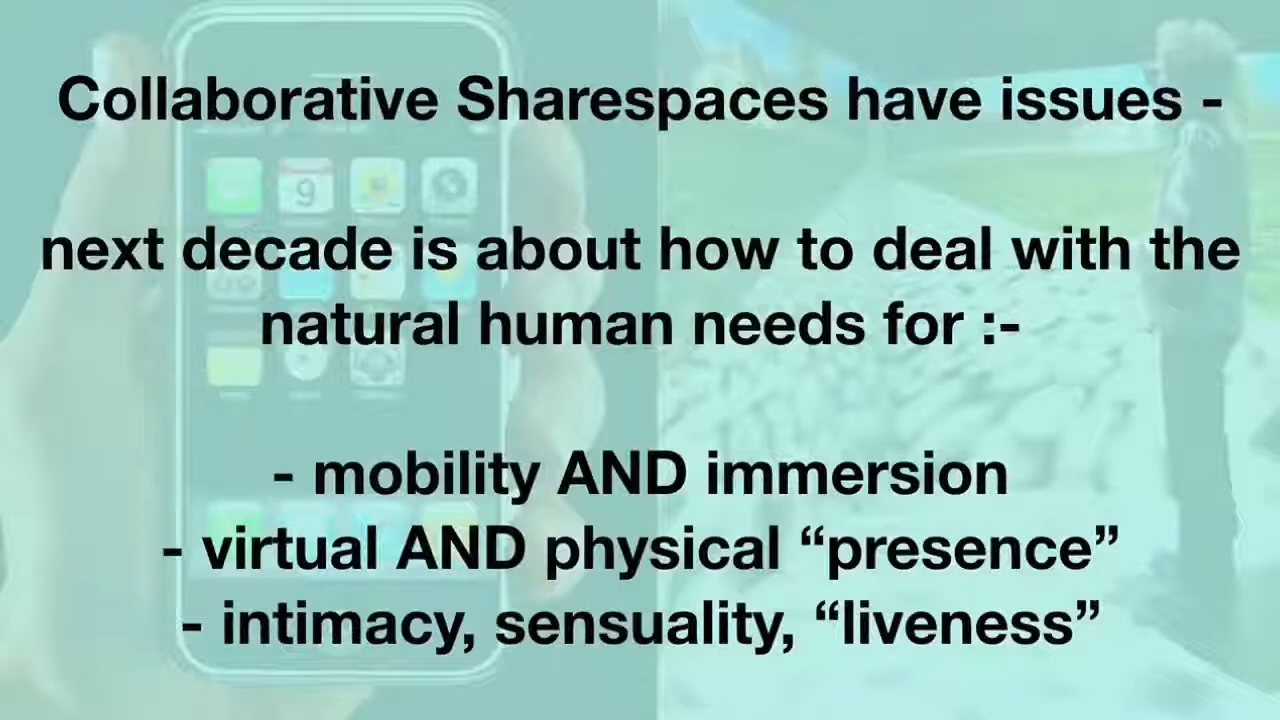 Collaborative Sharespaces have issues -
next decade is about how to deal with the
natural human needs for :-
- mobility AND immersion
- virtual AND physical “presence”
- intimacy, sensuality, “liveness”
9